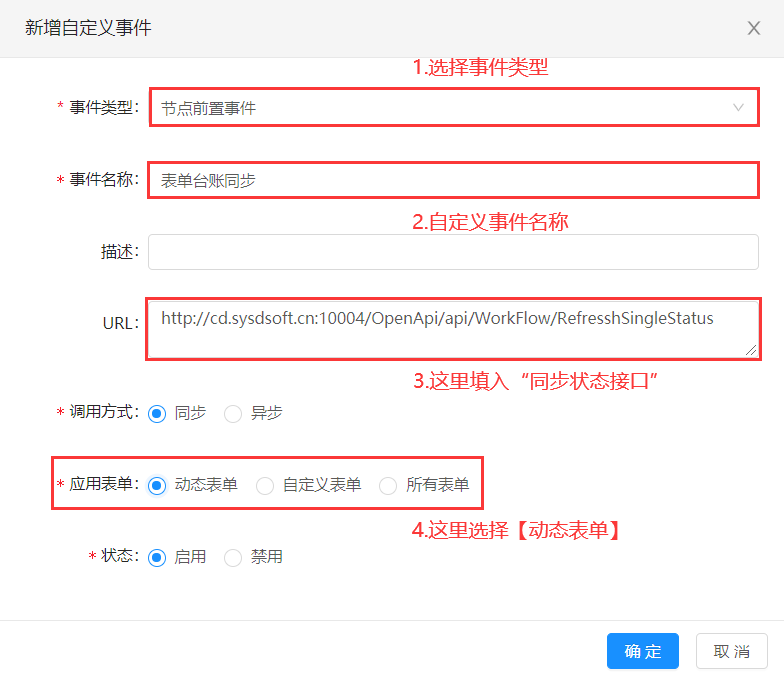 新增自定义事件
1.选择事件类型
* 事件类型: 节点前置事件
* 事件名称: 表单台账同步
2.自定义事件名称
描述:
URL: http://cd.sysdsoft.cn:10004/OpenApi/api/WorkFlow/RefresshSingleStatus
3.这里填入“同步状态接口”
* 调用方式: 同步 异步
* 应用表单: 动态表单 自定义表单 所有表单
4.这里选择【动态表单】
* 状态: 启用 禁用
确 定 取 消